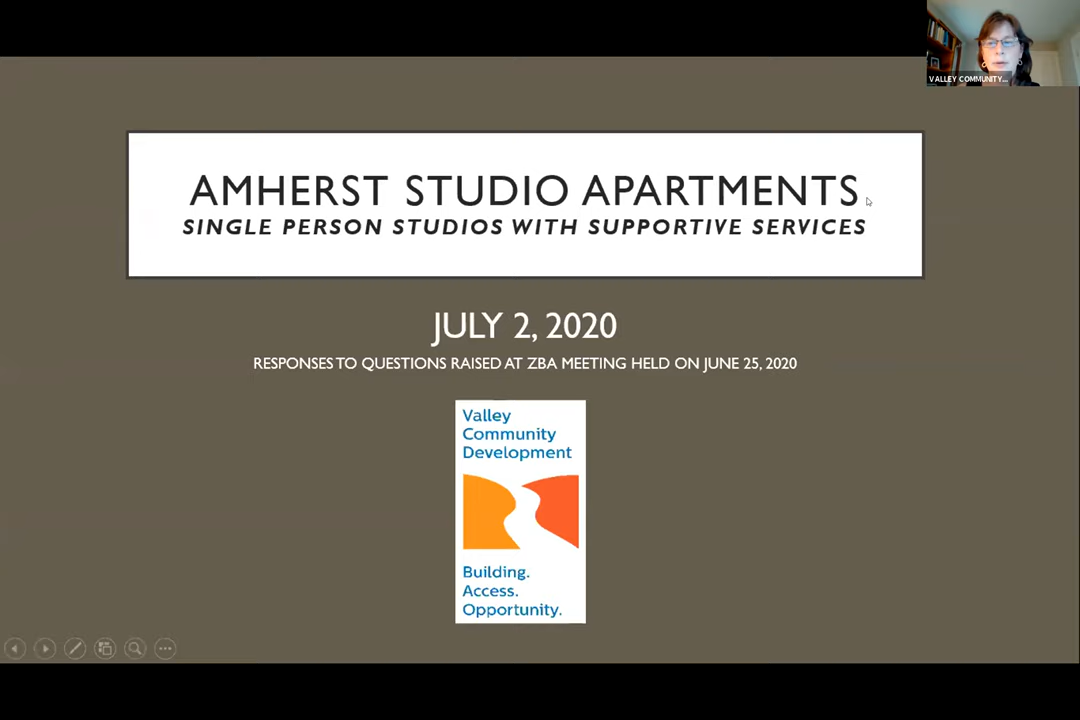 VALLEY COMMUNITY...
AMHERST STUDIO APARTMENTS
SINGLE PERSON STUDIOS WITH SUPPORTIVE SERVICES
JULY 2, 2020
RESPONSES TO QUESTIONS RAISED AT ZBA MEETING HELD ON JUNE 25, 2020
Valley
Community
Development
Building.
Access.
Opportunity.